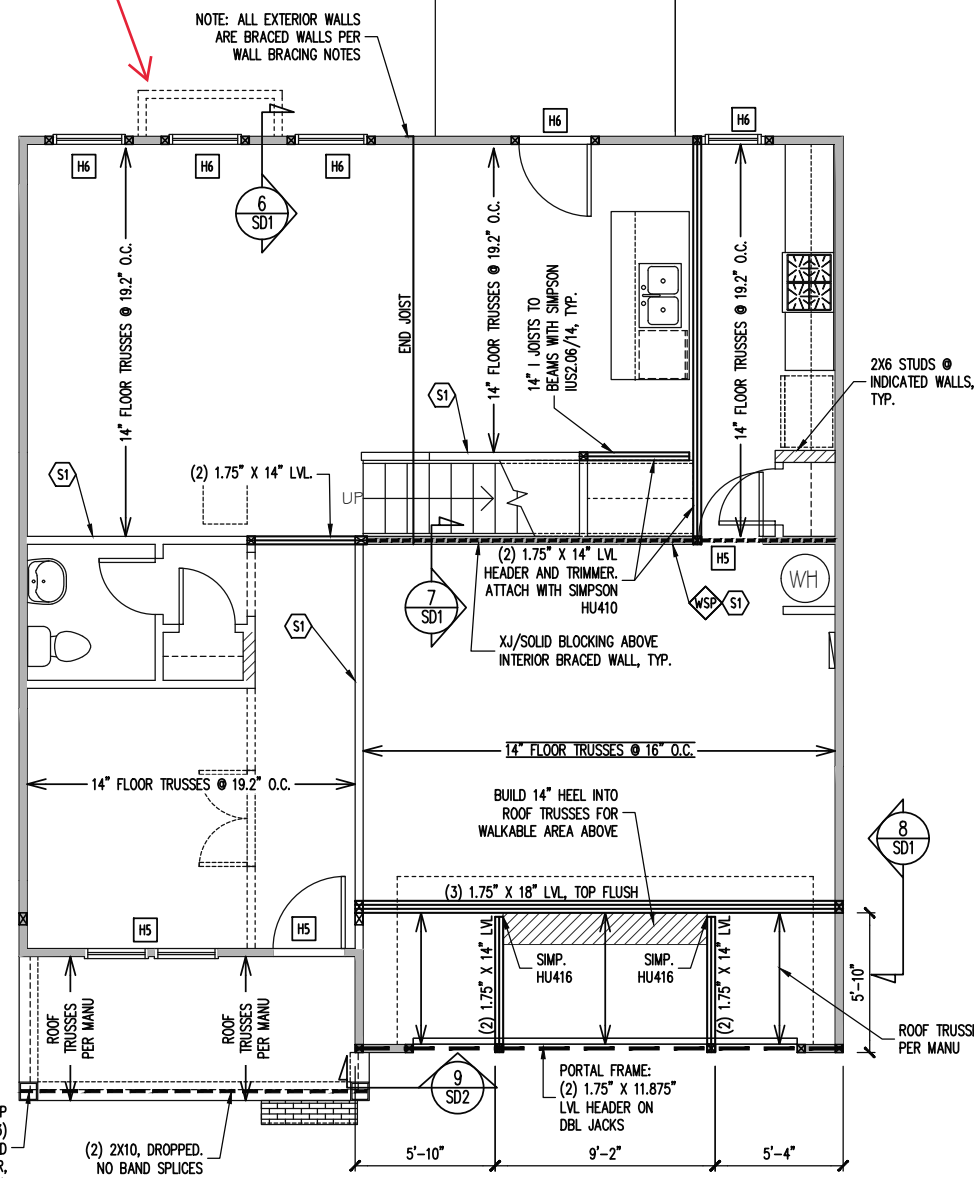 NOTE: ALL EXTERIOR WALLS
ARE BRACED WALLS PER
WALL BRACING NOTES
H6
H6
H6
H6
H6
6
SD1
14" FLOOR TRUSSES @ 19.2" O.C.
END JOIST
14" FLOOR TRUSSES @ 19.2" O.C.
14" I JOISTS TO
BEAMS WITH SIMPSON
IUS2.06/14, TYP.
14" FLOOR TRUSSES @ 19.2" O.C.
2X6 STUDS @
INDICATED WALLS,
TYP.
S1
S1
(2) 1.75" X 14" LVL.
UP
(2) 1.75" X 14" LVL
HEADER AND TRIMMER.
ATTACH WITH SIMPSON
HU410
H5
WH
7
SD1
WSP
S1
S1
XJ/SOLID BLOCKING ABOVE
INTERIOR BRACED WALL, TYP.
14" FLOOR TRUSSES @ 16" O.C.
14" FLOOR TRUSSES @ 19.2" O.C.
BUILD 14" HEEL INTO
ROOF TRUSSES FOR
WALKABLE AREA ABOVE
8
SD1
(3) 1.75" X 18" LVL, TOP FLUSH
H5
H5
(2) 1.75" X 14" LVL
SIMP.
HU416
SIMP.
HU416
(2) 1.75" X 14" LVL
5'-10"
ROOF
TRUSSES
PER MANU
ROOF
TRUSSES
PER MANU
ROOF TRUSSE
PER MANU
9
SD2
PORTAL FRAME:
(2) 1.75" X 11.875"
LVL HEADER ON
DBL JACKS
(2) 2X10, DROPPED.
NO BAND SPLICES
5'-10"
9'-2"
5'-4"